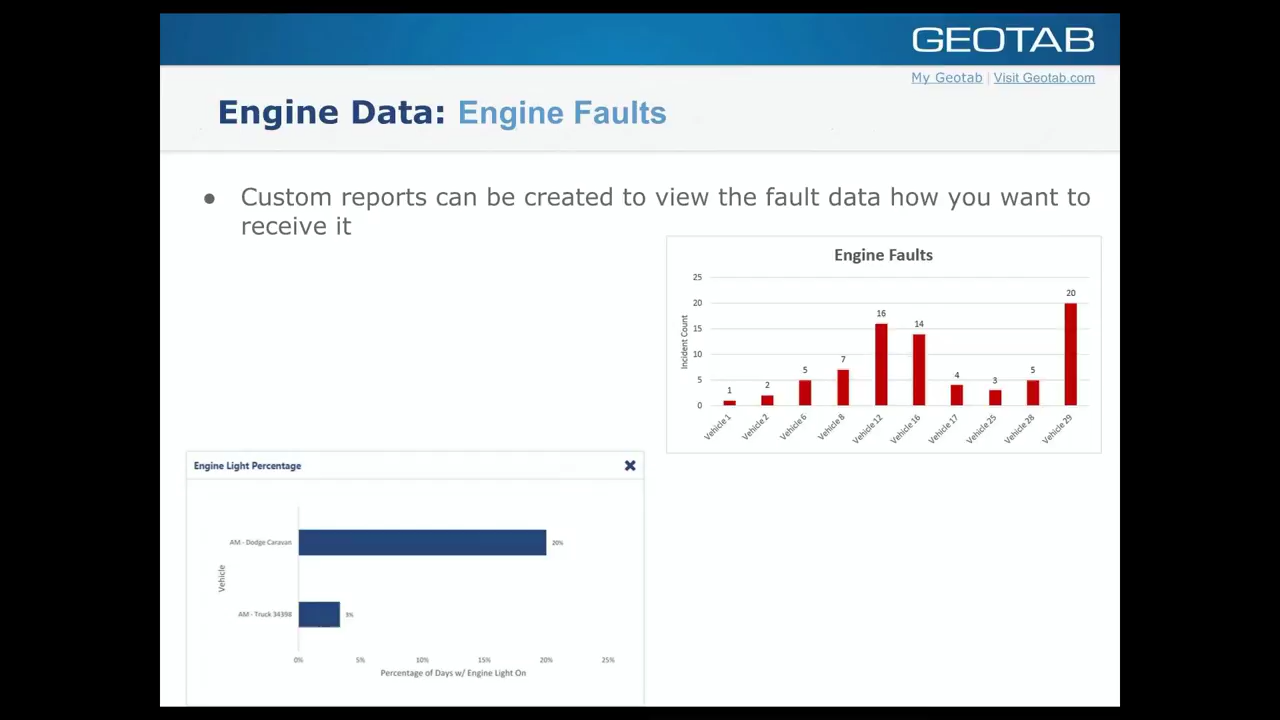 GEOTAB
My Geotab | Visit Geotab.com
Engine Data: Engine Faults
● Custom reports can be created to view the fault data how you want to
receive it
Engine Faults
25
20
15
10
5
0
Incident Count
1
2
5
7
16
14
4
3
5
20
Vehicle 1
Vehicle 2
Vehicle 6
Vehicle 8
Vehicle 12
Vehicle 16
Vehicle 17
Vehicle 25
Vehicle 28
Vehicle 29
Engine Light Percentage
Vehicle
AM - Dodge Caravan
20%
AM - Truck 34398
3%
0% 5% 10% 15% 20% 25%
Percentage of Days w/ Engine Light On